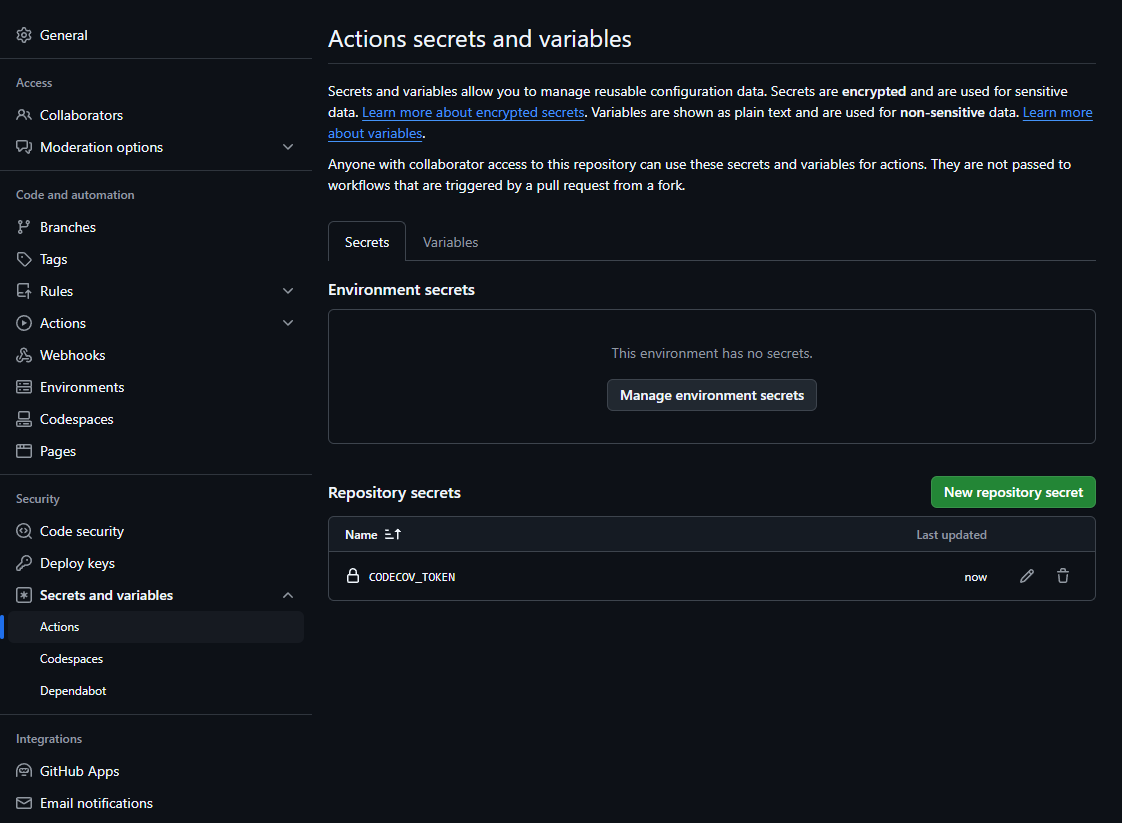 General
Access
Collaborators
Moderation options
Code and automation
Branches
Tags
Rules
Actions
Webhooks
Environments
Codespaces
Pages
Security
Code security
Deploy keys
Secrets and variables
Actions
Codespaces
Dependabot
Integrations
GitHub Apps
Email notifications
Actions secrets and variables
Secrets and variables allow you to manage reusable configuration data. Secrets are encrypted and are used for sensitive
data. Learn more about encrypted secrets. Variables are shown as plain text and are used for non-sensitive data. Learn more
about variables.
Anyone with collaborator access to this repository can use these secrets and variables for actions. They are not passed to
workflows that are triggered by a pull request from a fork.
Secrets Variables
Environment secrets
This environment has no secrets.
Manage environment secrets
Repository secrets New repository secret
Name Last updated
CODECOV_TOKEN now